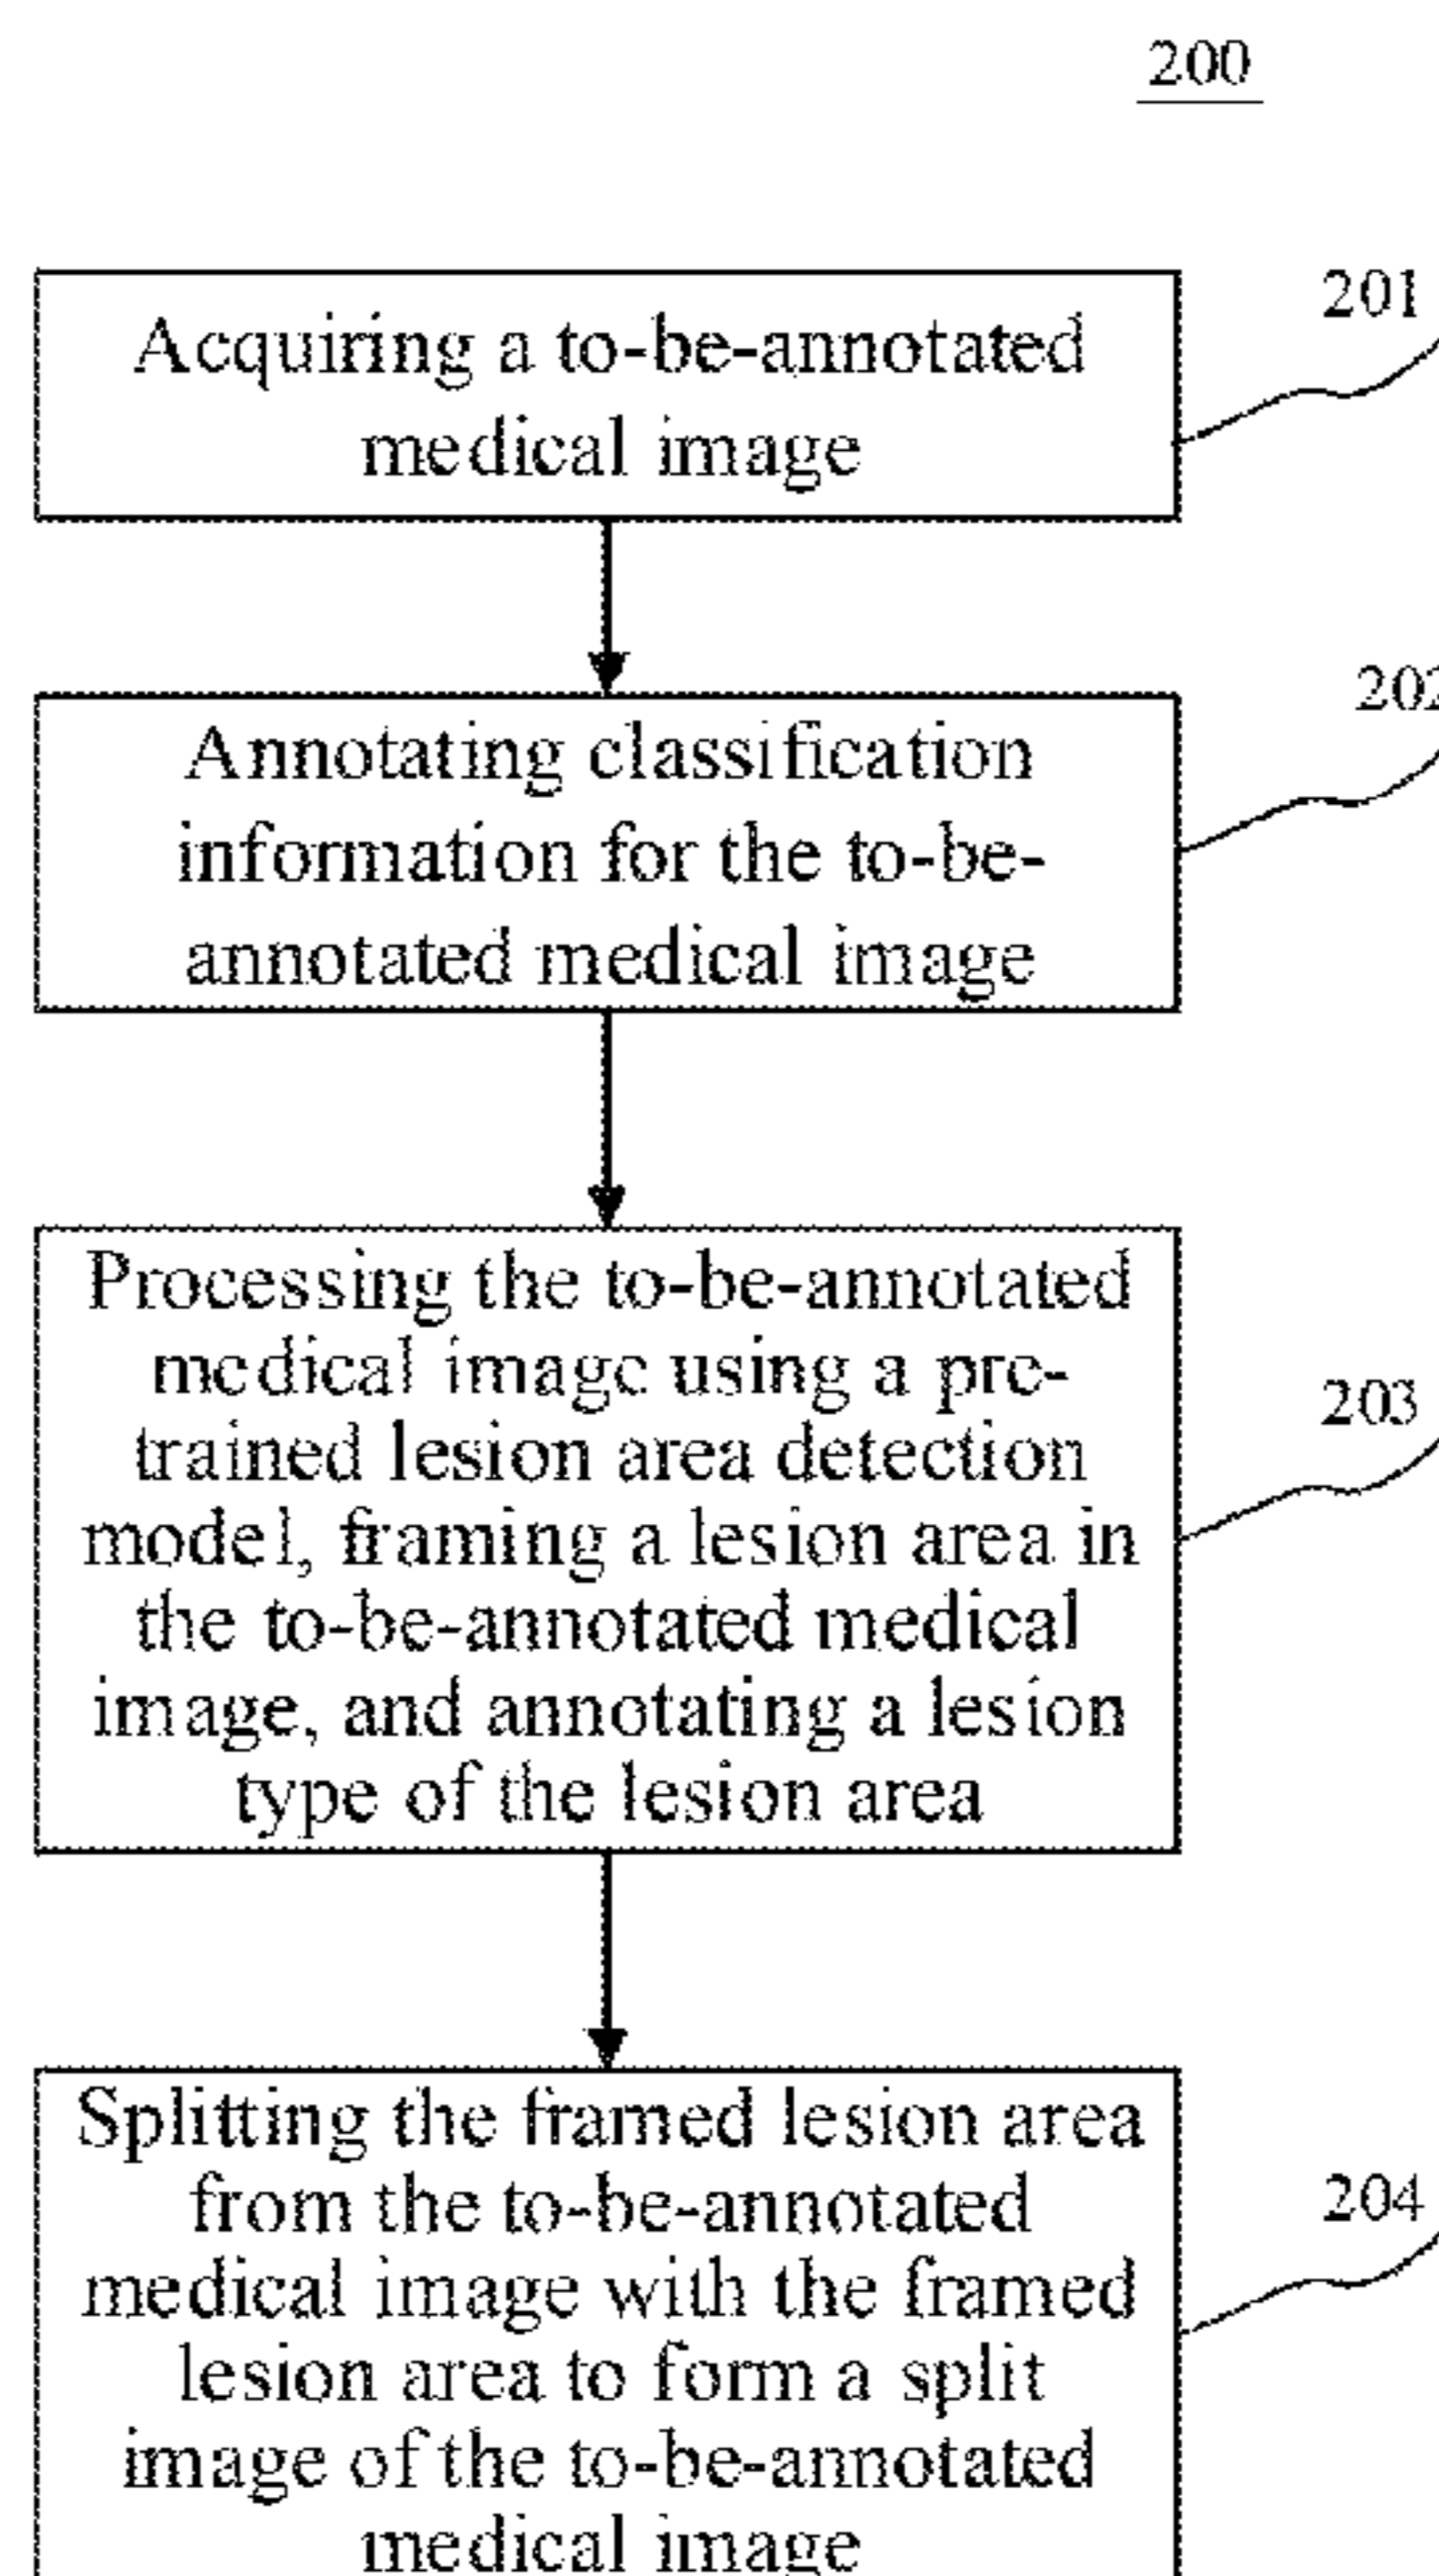 200
Acquiring a to-be-annotated
medical image
201
Annotating classification
information for the to-be-
annotated medical image
202
Processing the to-be-annotated
medical image using a pre-
trained lesion area detection
model, framing a lesion area in
the to-be-annotated medical
image, and annotating a lesion
type of the lesion area
203
Splitting the framed lesion area
from the to-be-annotated
medical image with the framed
lesion area to form a split
image of the to-be-annotated
medical image
204